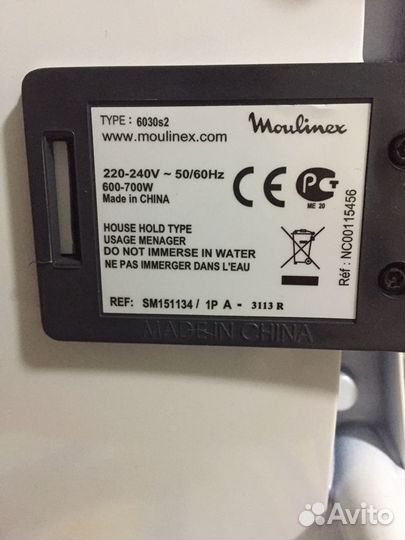 TYPE: 6030s2
Moulinex
www.moulinex.com
220-240V ~ 50/60Hz
600-700W
Made in CHINA
CE
PCT
ME 20
HOUSE HOLD TYPE
USAGE MENAGER
DO NOT IMMERSE IN WATER
NE PAS IMMERGER DANS L'EAU
Réf : NC00115456
REF: SM151134 / 1P A - 3113 R
MADE IN CHINA
Avito